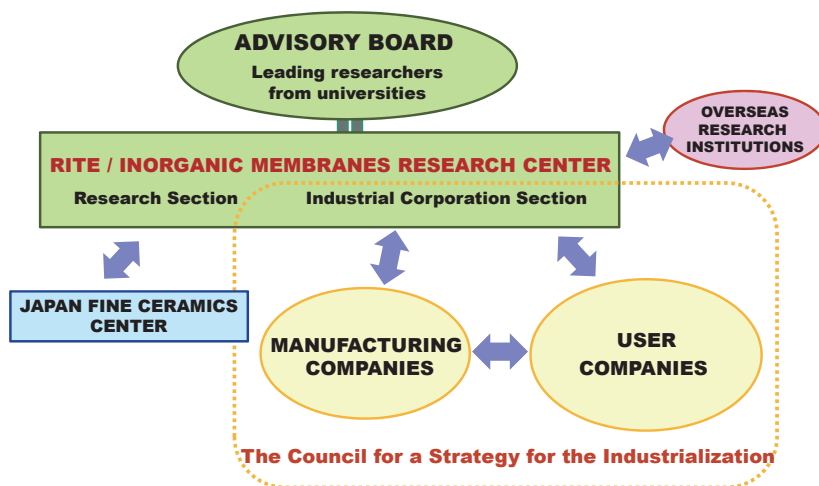 ADVISORY BOARD
Leading researchers
from universities
OVERSEAS
RESEARCH
INSTITUTIONS
RITE / INORGANIC MEMBRANES RESEARCH CENTER
Research Section
Industrial Corporation Section
JAPAN FINE CERAMICS
CENTER
MANUFACTURING
COMPANIES
USER
COMPANIES
The Council for a Strategy for the Industrialization